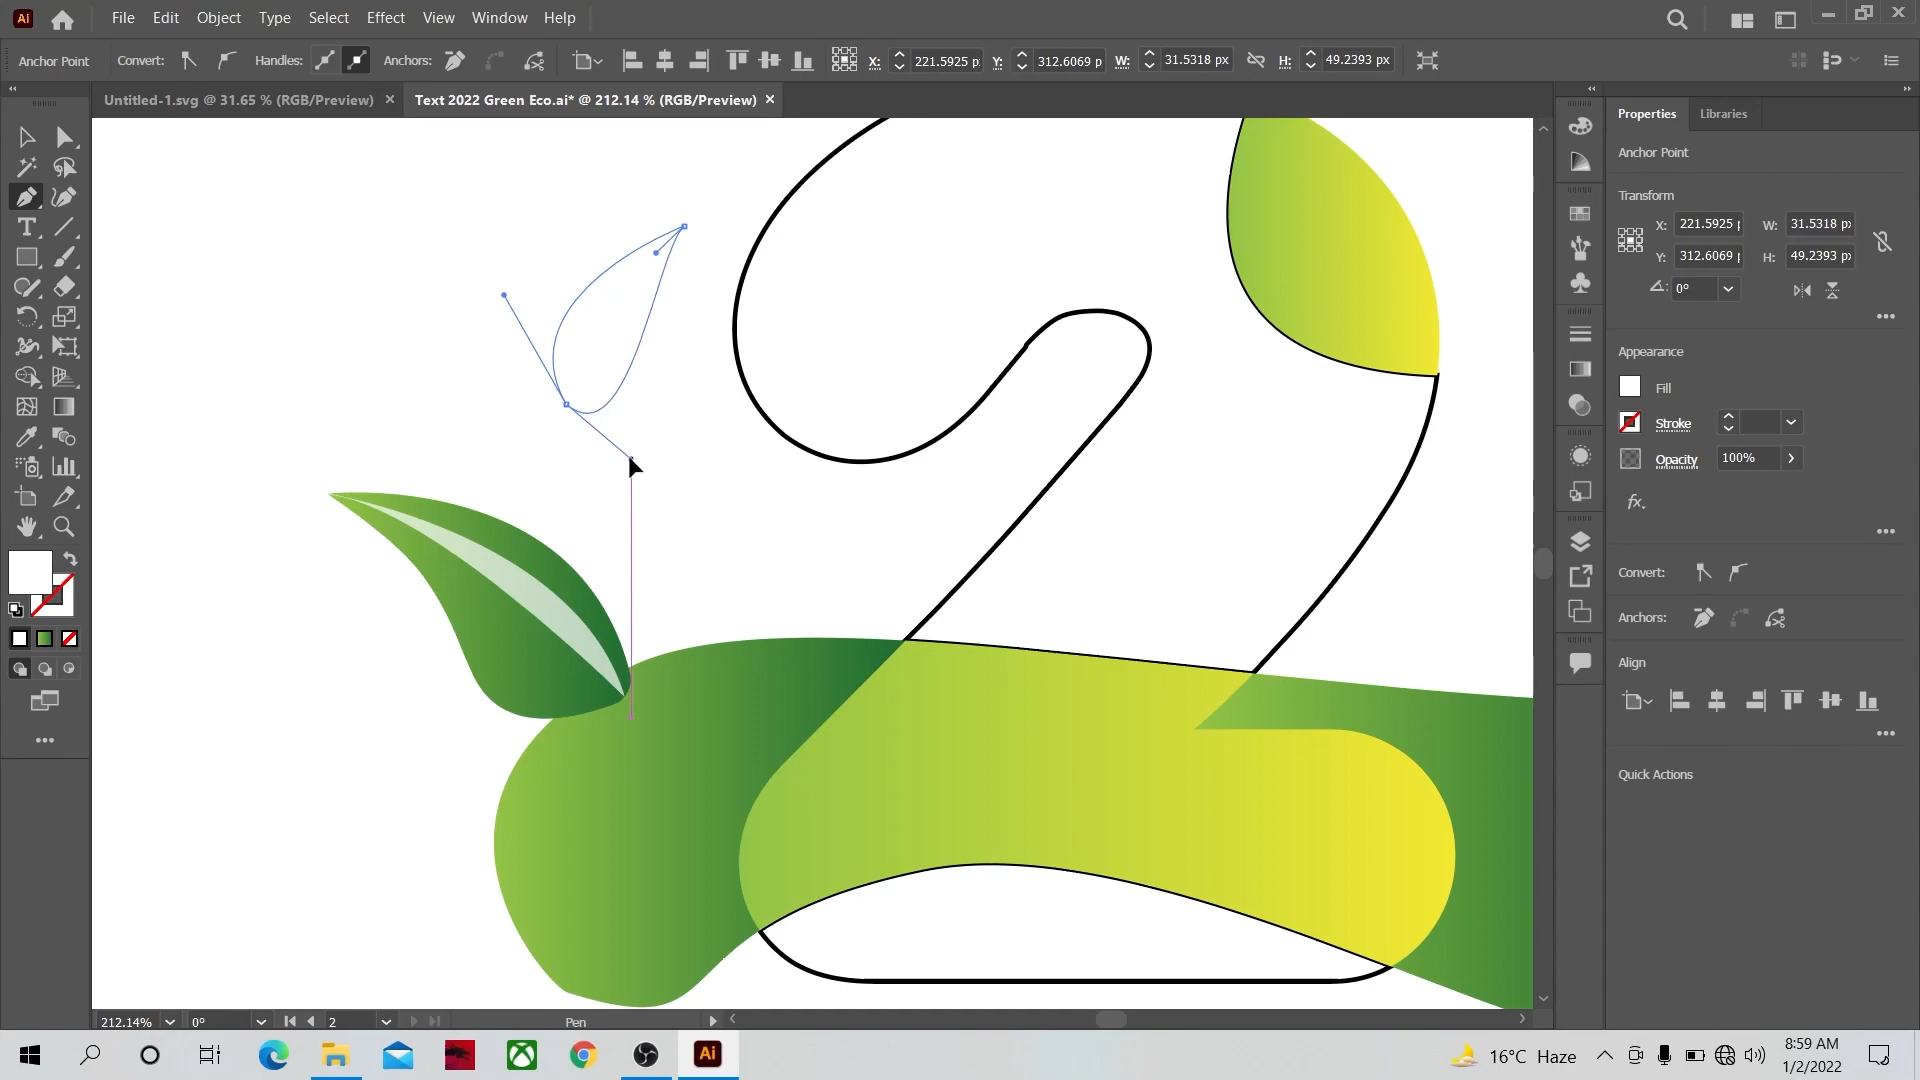 Ai File Edit Object Type Select Effect View Window Help
Anchor Point Convert: Handles: Anchors: X: 221.5925 p Y: 312.6069 p W: 31.5318 px H: 49.2393 px
Untitled-1.svg @ 31.65 % (RGB/Preview) × Text 2022 Green Eco.ai* @ 212.14 % (RGB/Preview) ×
Properties Libraries
Anchor Point
Transform
X: 221.5925 W: 31.5318 px
Y: 312.6069 H: 49.2393 px
0°
Appearance
Fill
Stroke
Opacity 100%
fx.
Convert:
Anchors:
Align
Quick Actions
212.14% 0° 2 Pen
Ai 16°C Haze 8:59 AM
1/2/2022